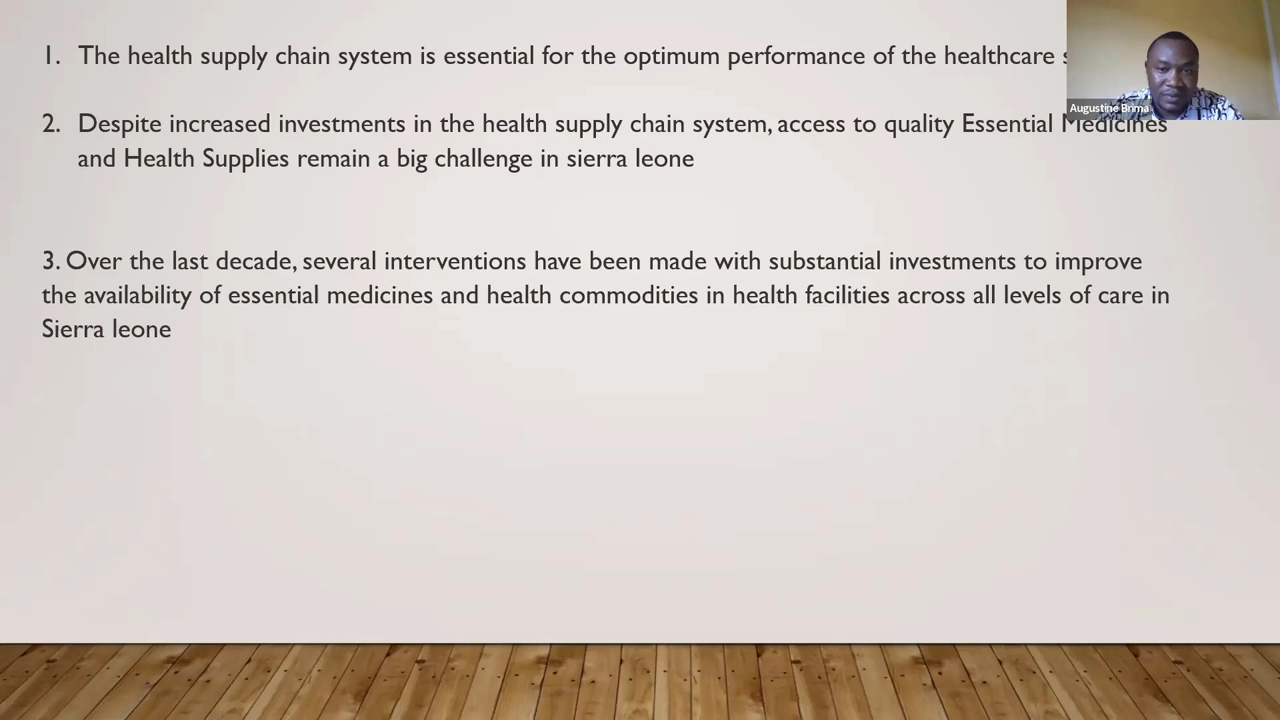 1. The health supply chain system is essential for the optimum performance of the healthcare
2. Despite increased investments in the health supply chain system, access to quality Essential Medicines
and Health Supplies remain a big challenge in sierra leone
3. Over the last decade, several interventions have been made with substantial investments to improve
the availability of essential medicines and health commodities in health facilities across all levels of care in
Sierra leone
Augustine Brima